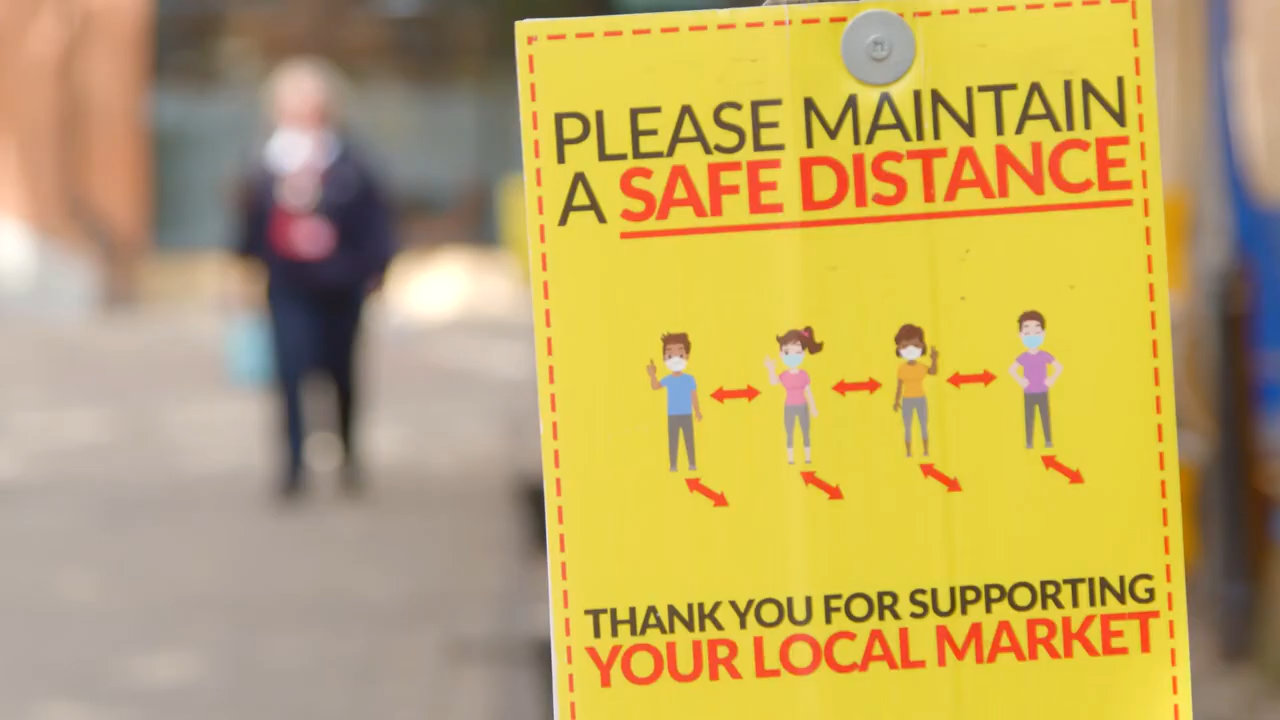 PLEASE MAINTAIN
A SAFE DISTANCE
THANK YOU FOR SUPPORTING
YOUR LOCAL MARKET